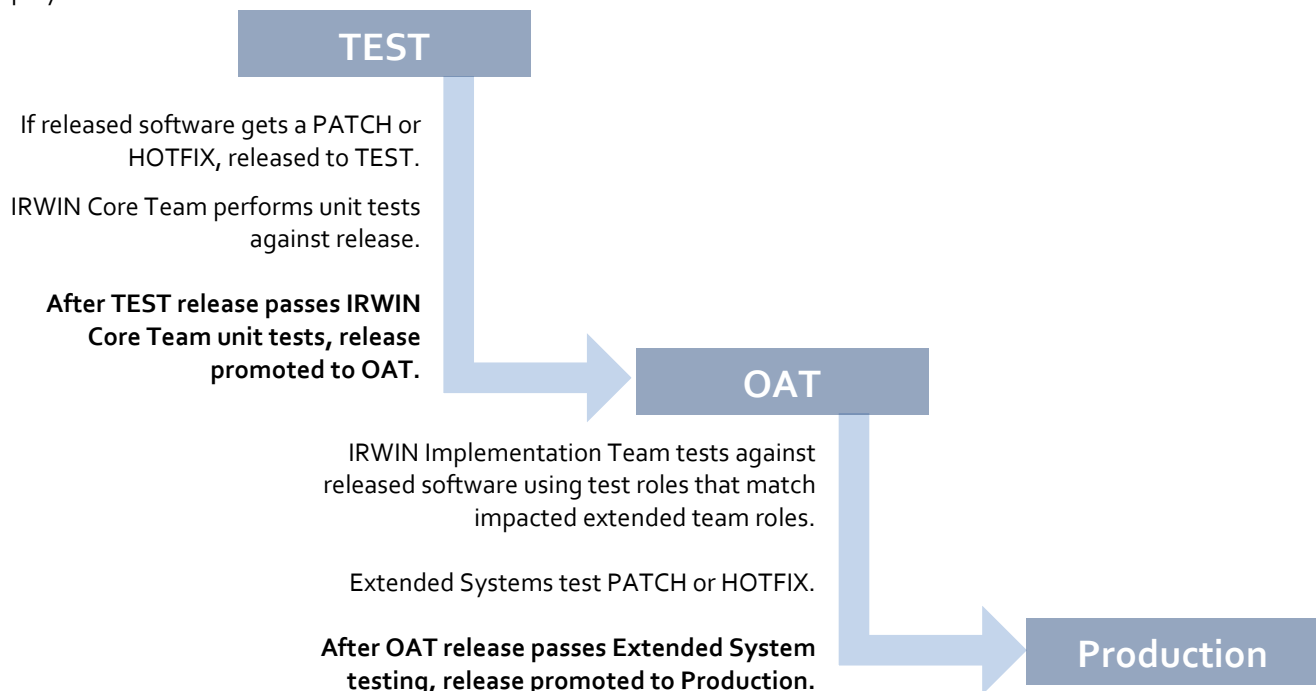 TEST
If released software gets a PATCH or
HOTFIX, released to TEST.
IRWIN Core Team performs unit tests
against release.
After TEST release passes IRWIN
Core Team unit tests, release
promoted to OAT.
OAT
IRWIN Implementation Team tests against
released software using test roles that match
impacted extended team roles.
Extended Systems test PATCH or HOTFIX.
After OAT release passes Extended System
testing, release promoted to Production.
Production